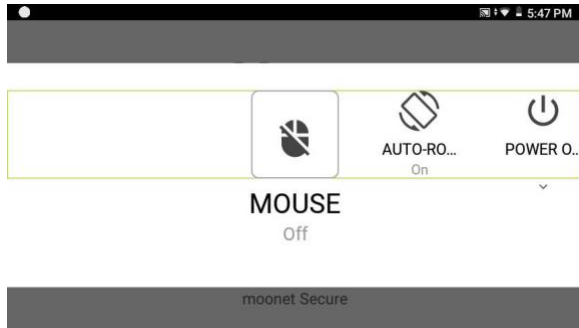 5:47 PM
AUTO-RO...
POWER O..
On
MOUSE
Off
moonet Secure